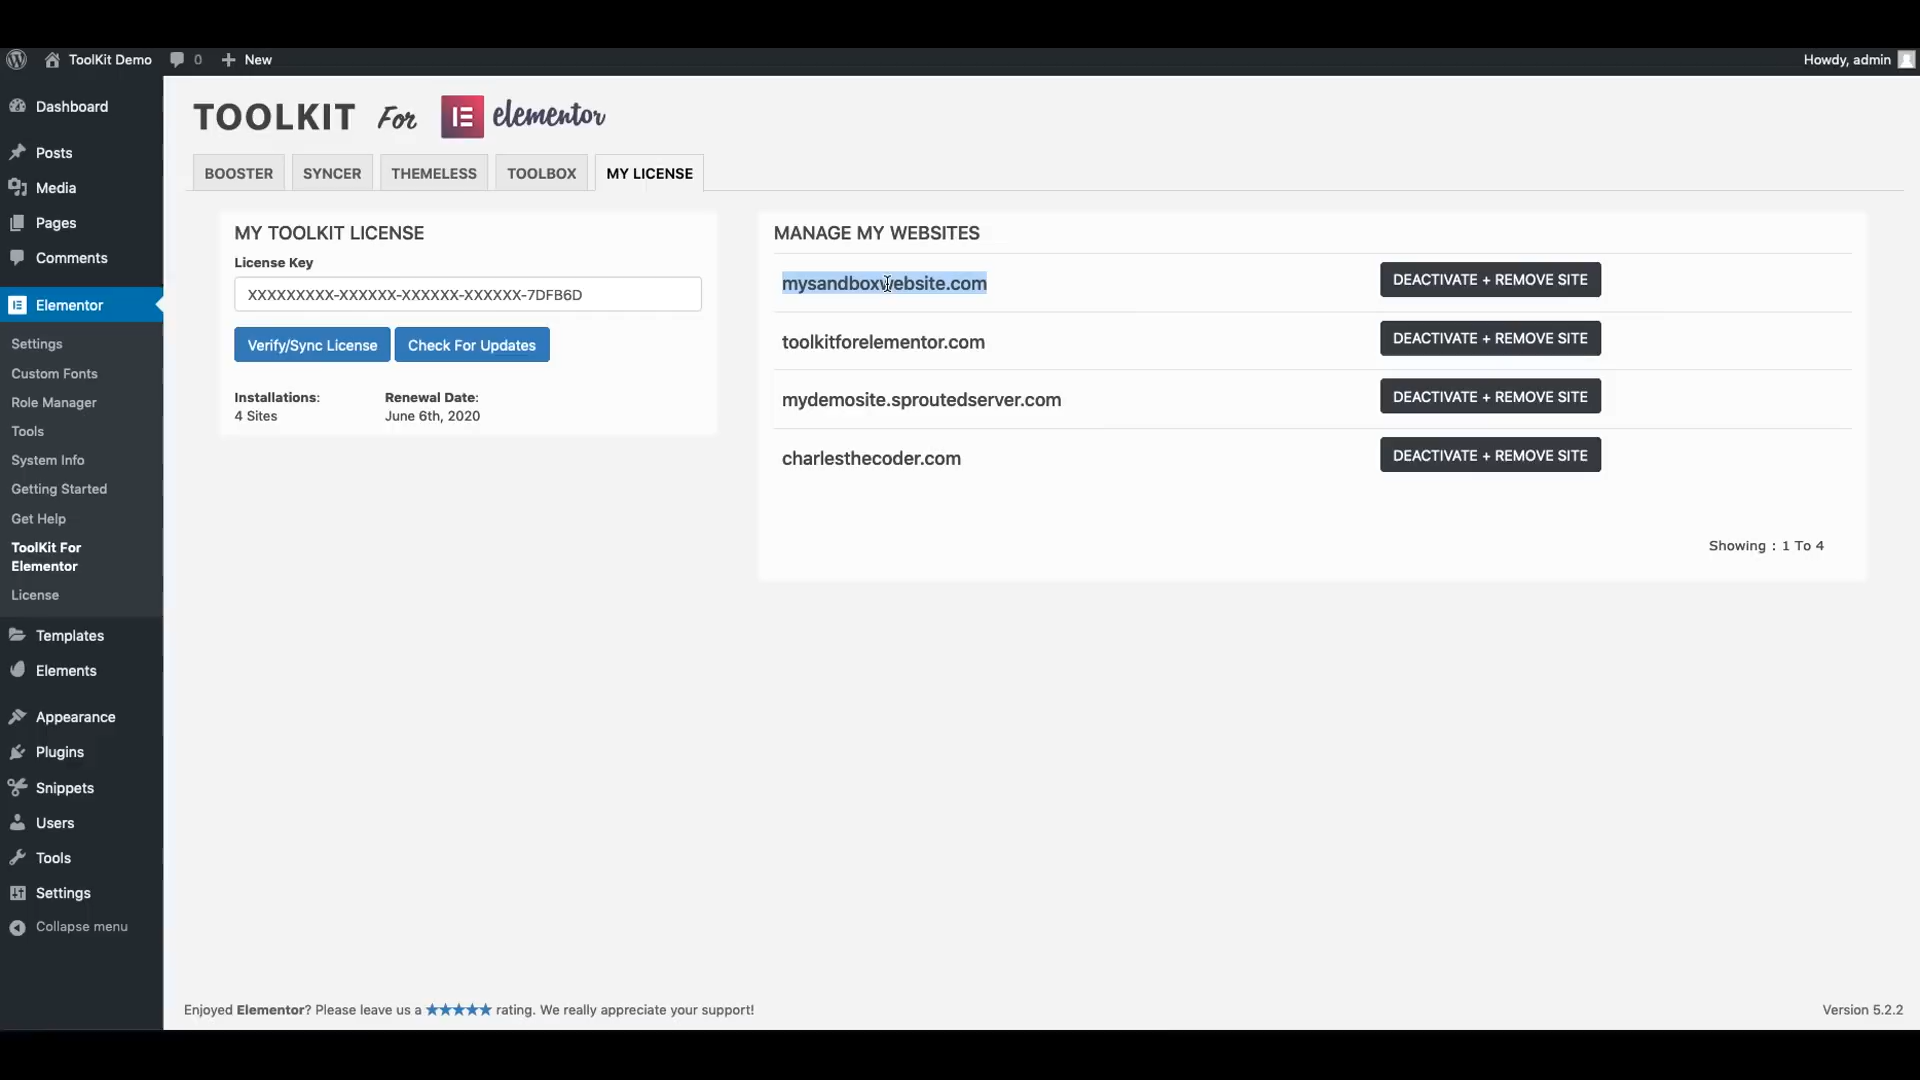 ToolKit Demo 0 + New Howdy, admin
Dashboard
Posts
Media
Pages
Comments
Elementor
Settings
Custom Fonts
Role Manager
Tools
System Info
Getting Started
Get Help
ToolKit For
Elementor
License
Templates
Elements
Appearance
Plugins
Snippets
Users
Tools
Settings
Collapse menu
TOOLKIT For elementor
BOOSTER SYNCER THEMELESS TOOLBOX MY LICENSE
MY TOOLKIT LICENSE
License Key
XXXXXXXXX-XXXXXX-XXXXXX-XXXXXX-7DFB6D
Verify/Sync License Check For Updates
Installations: Renewal Date:
4 Sites June 6th, 2020
MANAGE MY WEBSITES
mysandboxwebsite.com DEACTIVATE + REMOVE SITE
toolkitforelementor.com DEACTIVATE + REMOVE SITE
mydemosite.sproutedserver.com DEACTIVATE + REMOVE SITE
charlesthecoder.com DEACTIVATE + REMOVE SITE
Showing : 1 To 4
Enjoyed Elementor? Please leave us a ★★★★★ rating. We really appreciate your support! Version 5.2.2